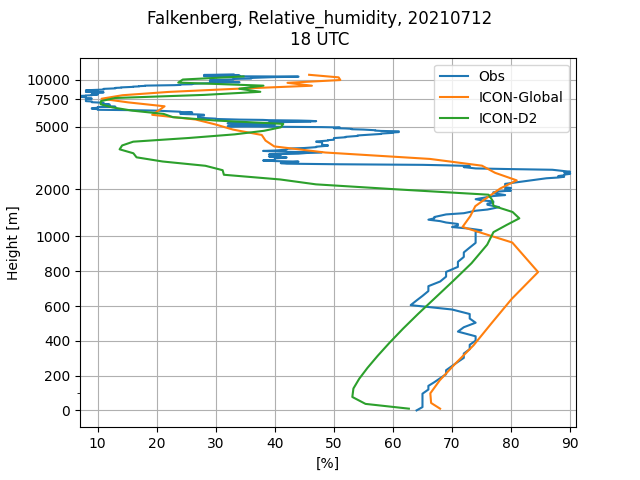 Falkenberg, Relative_humidity, 20210712
18 UTC
Obs
ICON-Global
ICON-D2
Height [m]
10000
7500
5000
2000
1000
800
600
400
200
0
10 20 30 40 50 60 70 80 90
[%]